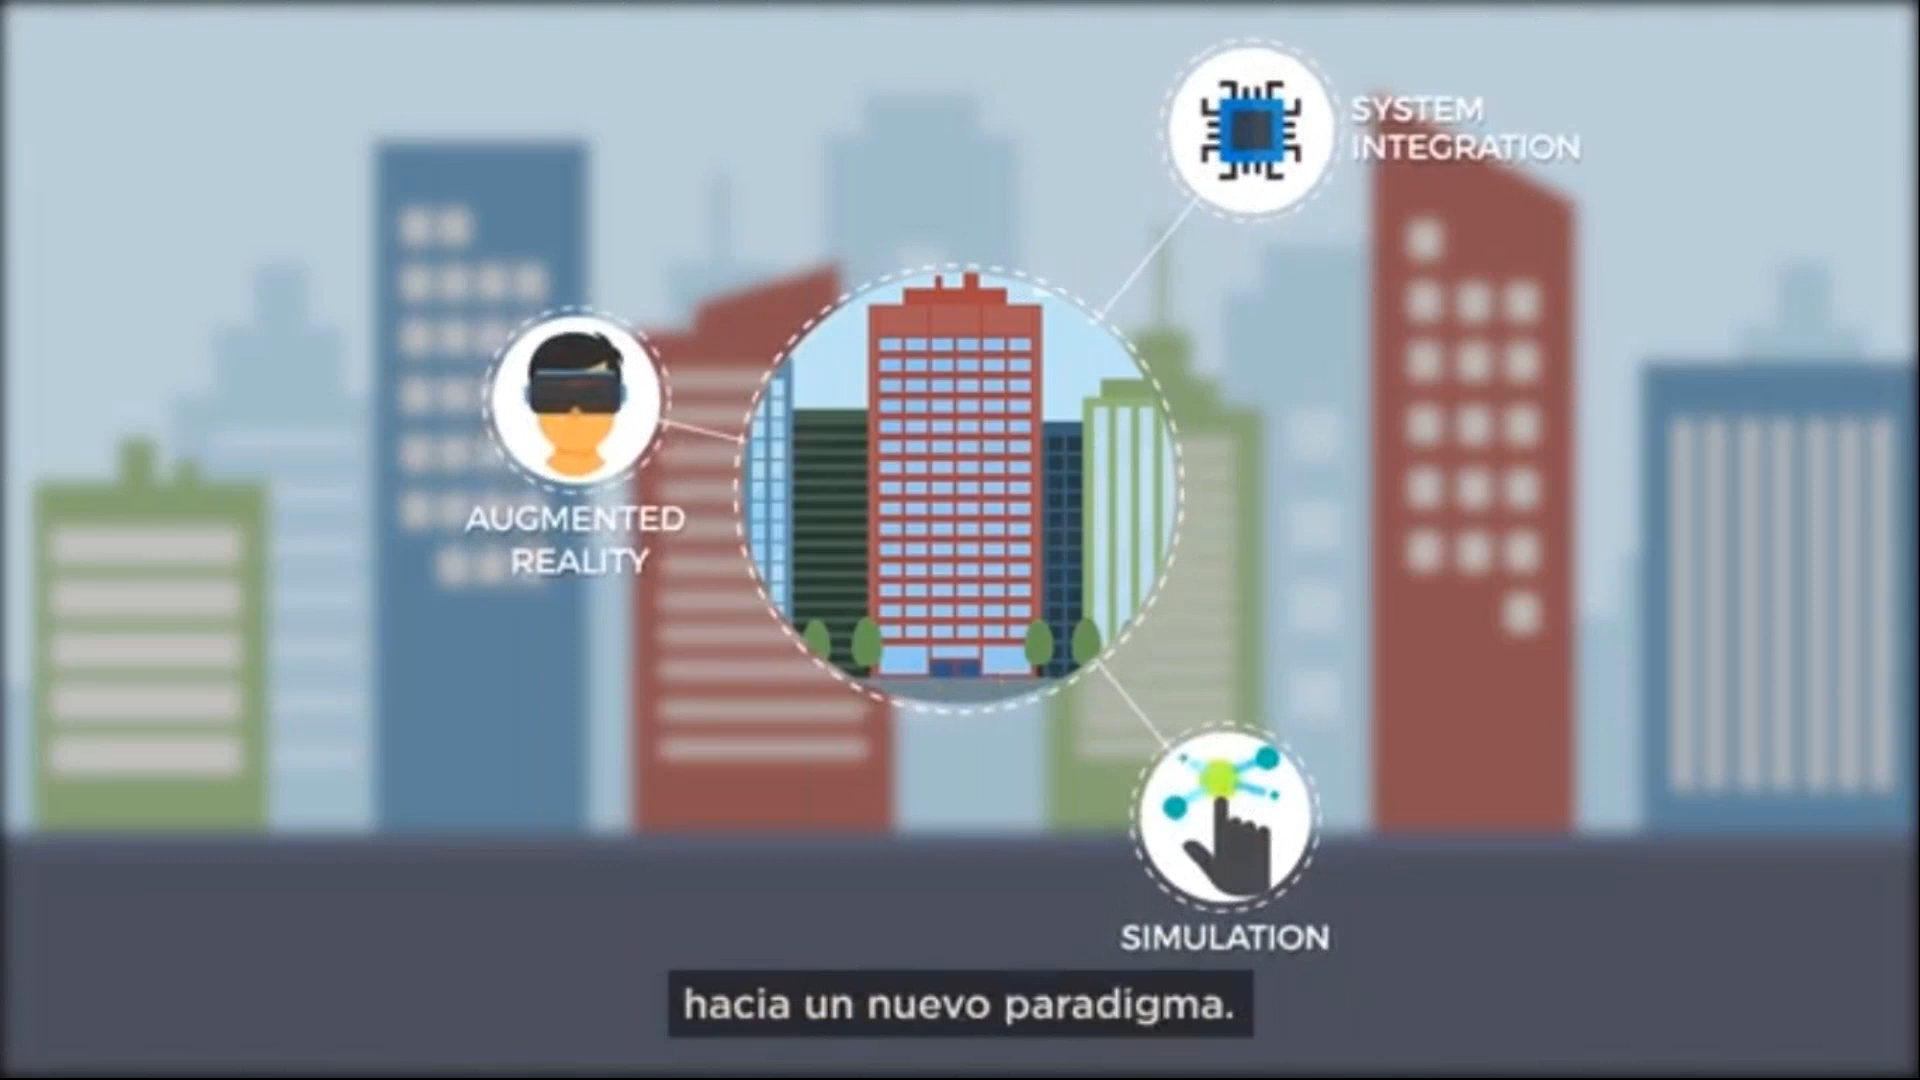 SYSTEM
INTEGRATION
AUGMENTED
REALITY
SIMULATION
hacia un nuevo paradigma.